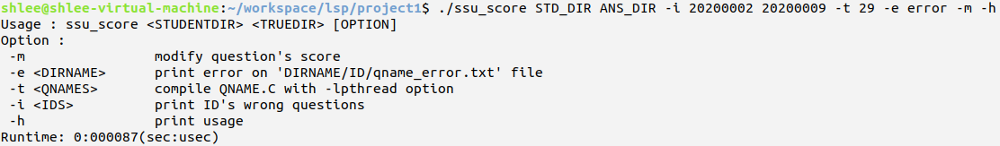 shlee@shlee-virtual-machine:~/workspace/lsp/project1$ ./ssu_score STD_DIR ANS_DIR -i 20200002 20200009 -t 29 -e error -m -h
Usage : ssu_score <STUDENTDIR> <TRUEDIR> [OPTION]
Option :
 -m                 modify question's score
 -e <DIRNAME>       print error on 'DIRNAME/ID/qname_error.txt' file
 -t <QNAMES>        compile QNAME.C with -lpthread option
 -i <IDS>           print ID's wrong questions
 -h                 print usage
Runtime: 0:000087(sec:usec)